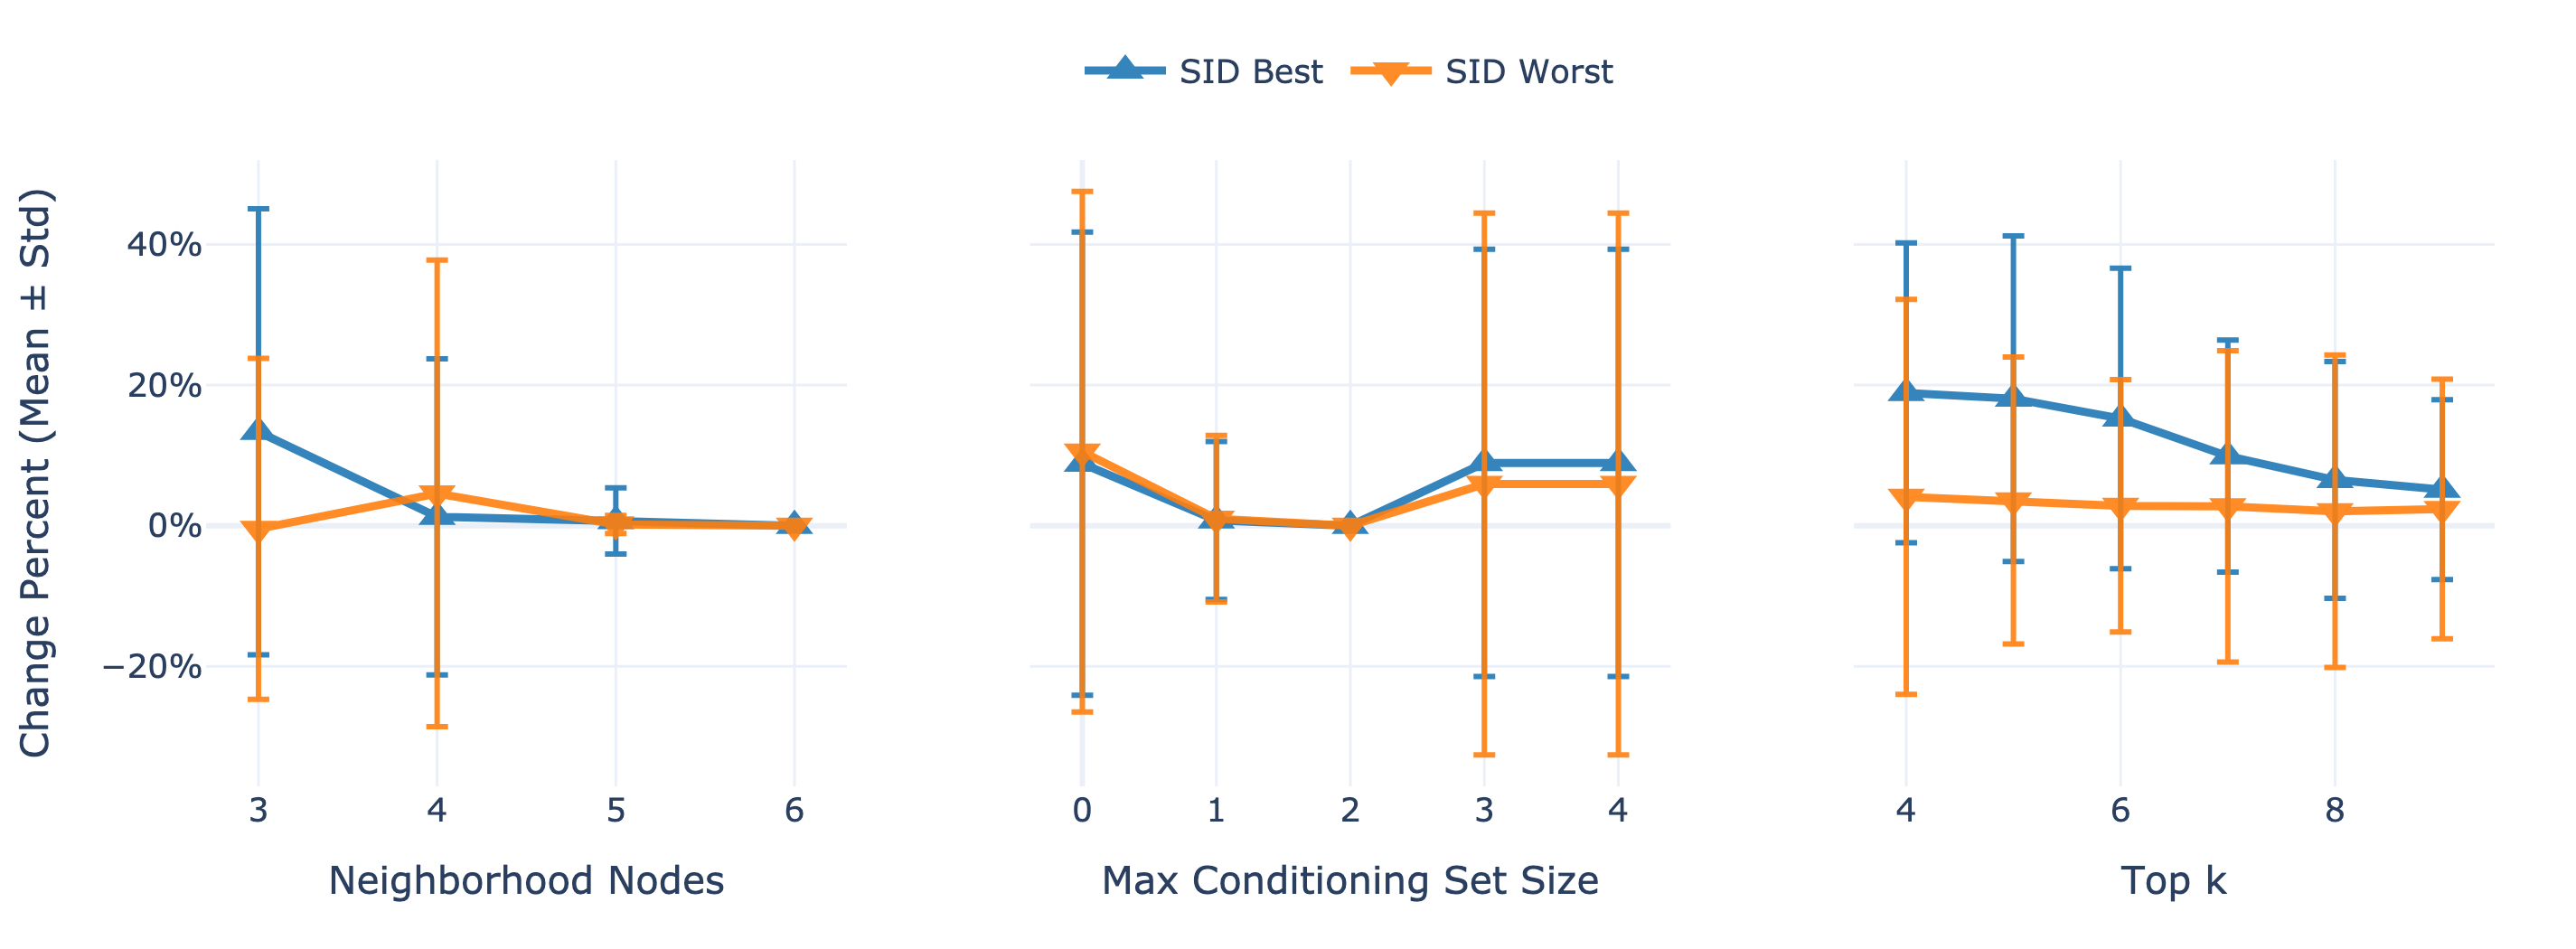 SID Best SID Worst
Change Percent (Mean ± Std)
40%
20%
0%
−20%
3 4 5 6
0 1 2 3 4
4 6 8
Neighborhood Nodes
Max Conditioning Set Size
Top k